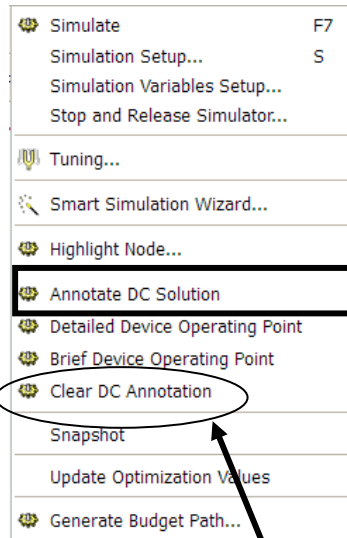 Simulate F7
Simulation Setup... S
Simulation Variables Setup...
Stop and Release Simulator...
Tuning...
Smart Simulation Wizard...
Highlight Node...
Annotate DC Solution
Detailed Device Operating Point
Brief Device Operating Point
Clear DC Annotation
Snapshot
Update Optimization Values
Generate Budget Path...